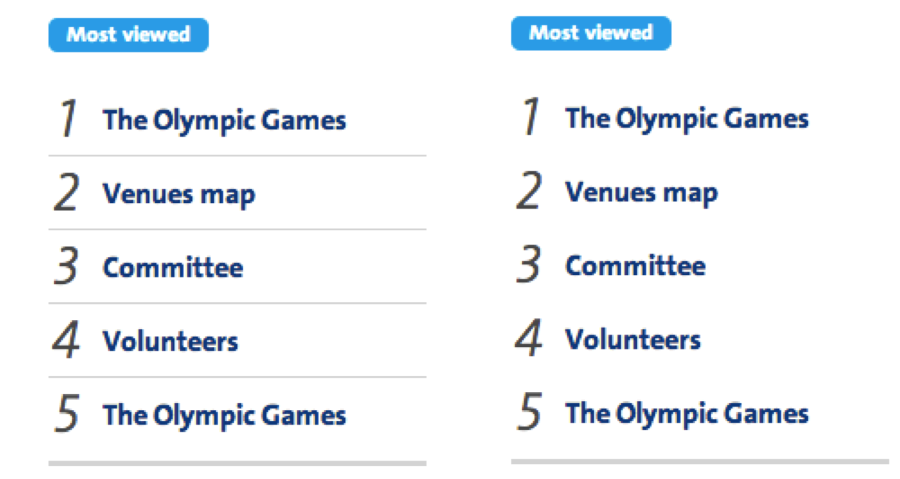 Most viewed
1 The Olympic Games
2 Venues map
3 Committee
4 Volunteers
5 The Olympic Games
Most viewed
1 The Olympic Games
2 Venues map
3 Committee
4 Volunteers
5 The Olympic Games